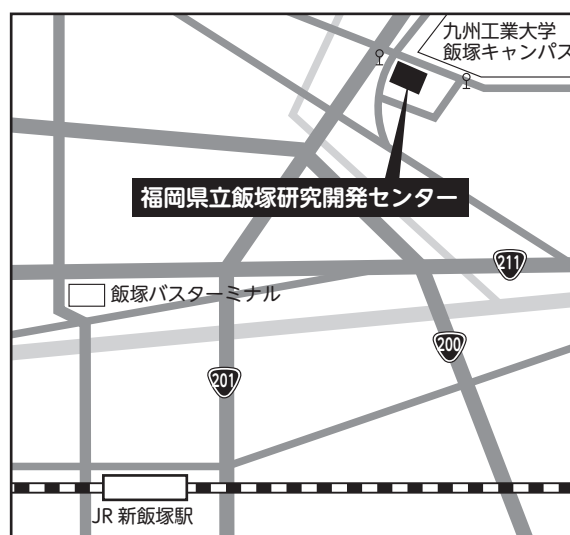 九州工業大学
飯塚キャンパス
福岡県立飯塚研究開発センター
211
飯塚バスターミナル
200
201
JR 新飯塚駅